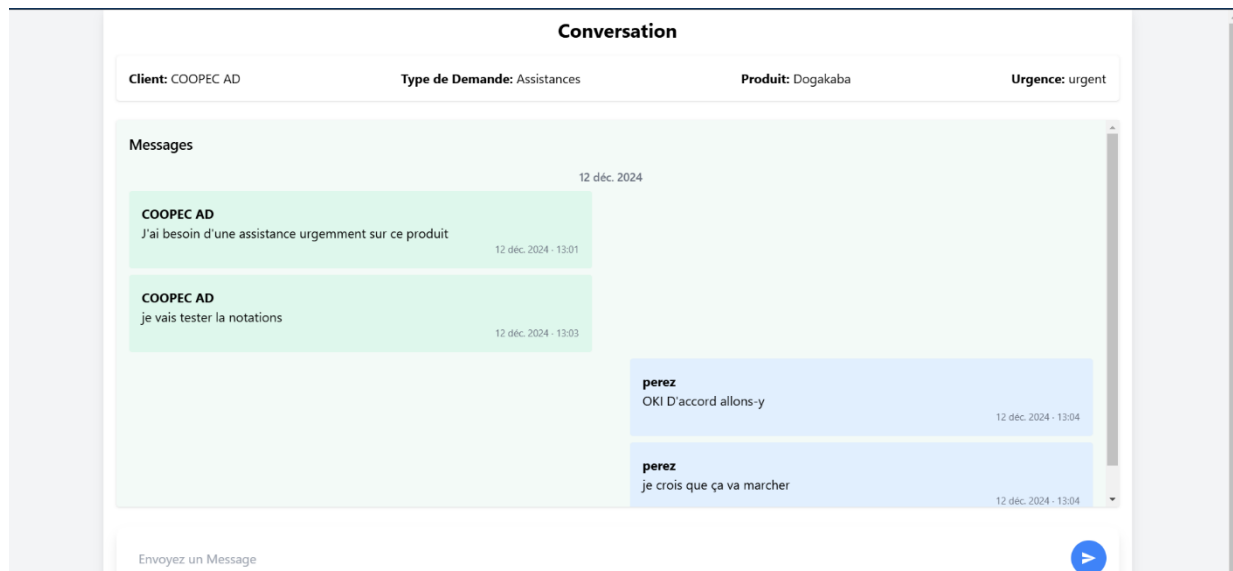 Conversation
Client: COOPEC AD Type de Demande: Assistances Produit: Dogakaba Urgence: urgent
Messages
12 déc. 2024
COOPEC AD
J'ai besoin d'une assistance urgemment sur ce produit
12 déc. 2024 - 13:01
COOPEC AD
je vais tester la notations
12 déc. 2024 - 13:03
perez
OKI D'accord allons-y
12 déc. 2024 - 13:04
perez
je crois que ça va marcher
12 déc. 2024 - 13:04
Envoyez un Message